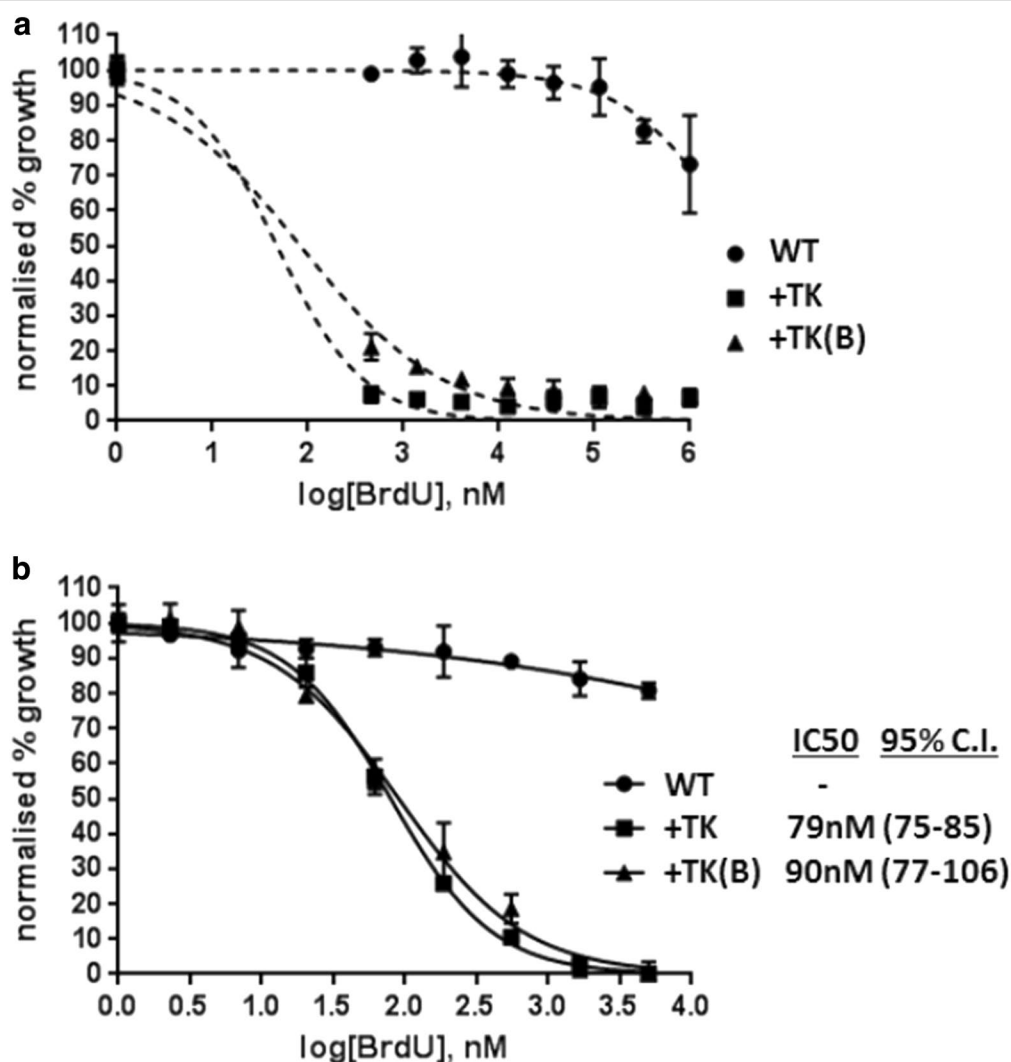 a
110
100
90
80
70
60
50
40
30
20
10
0
normalised % growth
0 1 2 3 4 5 6
log[BrdU], nM
WT
+TK
+TK(B)
b
110
100
90
80
70
60
50
40
30
20
10
0
normalised % growth
0.0 0.5 1.0 1.5 2.0 2.5 3.0 3.5 4.0
log[BrdU], nM
IC50 95% C.I.
WT -
+TK 79nM (75-85)
+TK(B) 90nM (77-106)